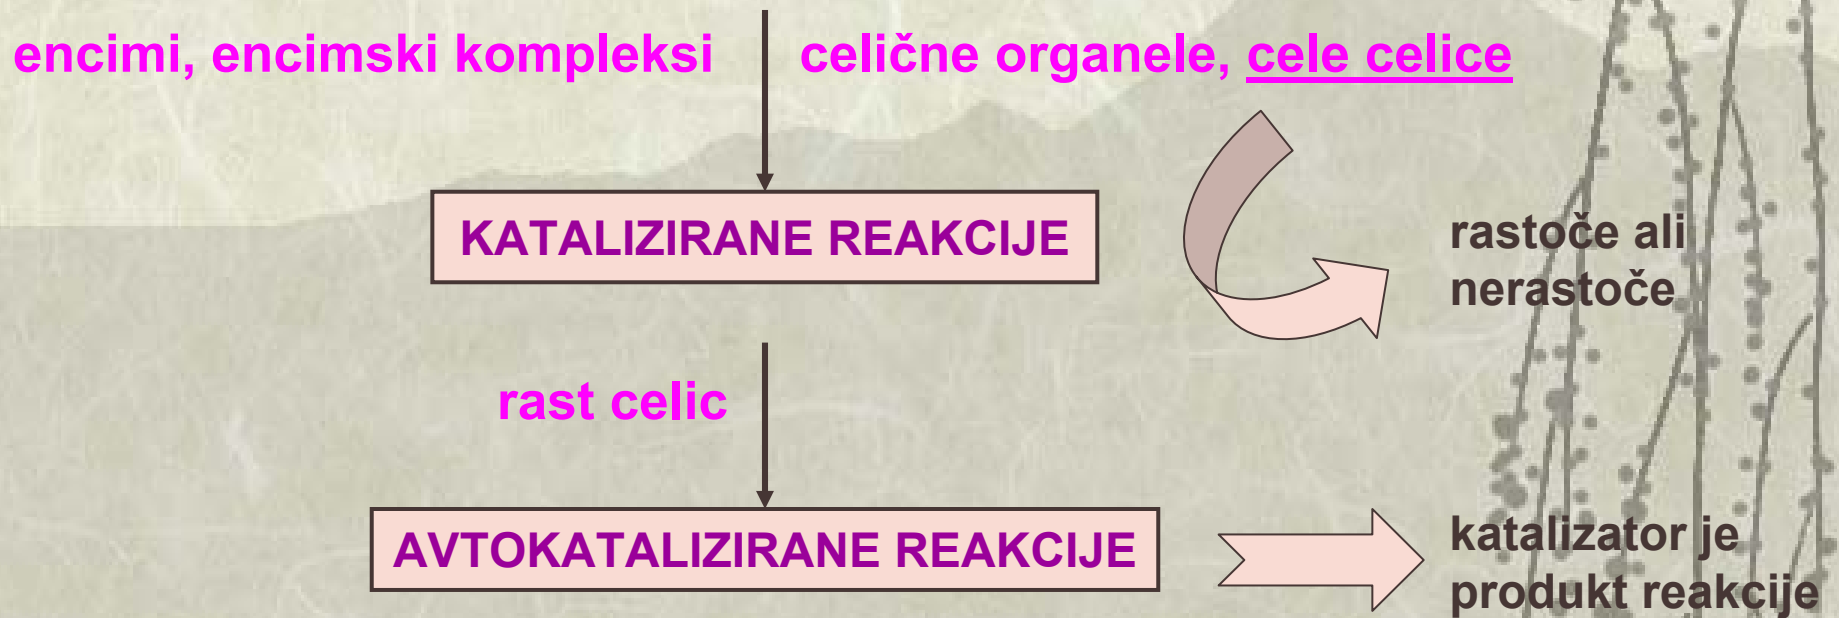 encimi, encimski kompleksi
celične organele, cele celice
KATALIZIRANE REAKCIJE
rastoče ali
nerastoče
rast celic
AVTOKATALIZIRANE REAKCIJE
katalizator je
produkt reakcije